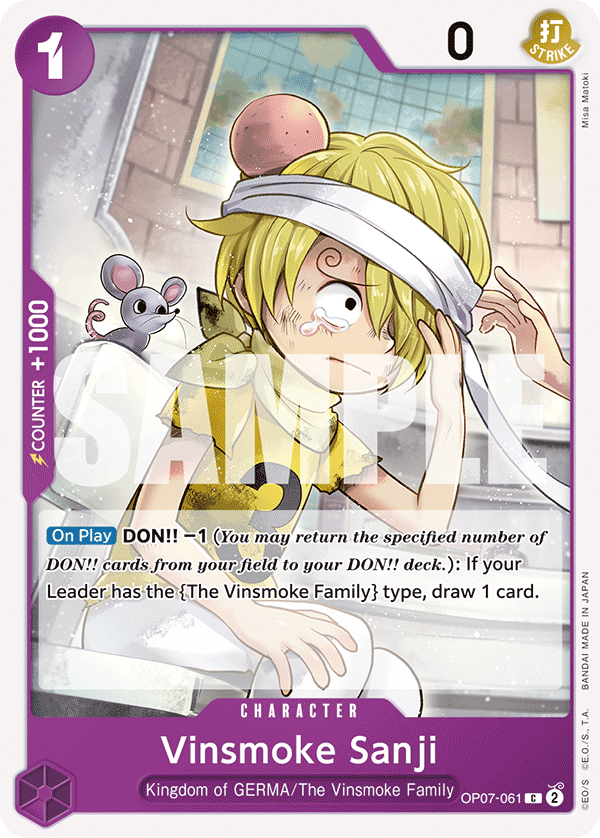 1
0
打
STRIKE
Misa Matoki
COUNTER +1000
SAMPLE
3
On Play DON!! −1 (You may return the specified number of
DON!! cards from your field to your DON!! deck.): If your
Leader has the {The Vinsmoke Family} type, draw 1 card.
CHARACTER
Vinsmoke Sanji
Kingdom of GERMA/The Vinsmoke Family
OP07-061 C 2
©EO/S ©E.O./S., T.A. BANDAI MADE IN JAPAN